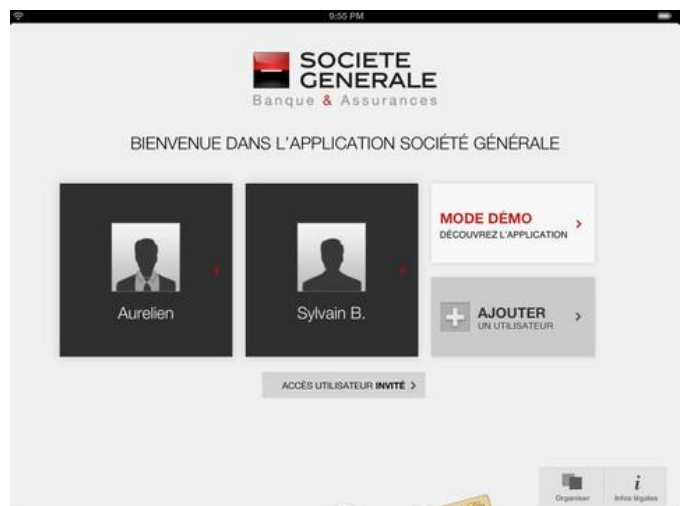 9:55 PM
SOCIETE
GENERALE
Banque & Assurances
BIENVENUE DANS L'APPLICATION SOCIÉTÉ GÉNÉRALE
Aurelien
Sylvain B.
MODE DÉMO
DÉCOUVREZ L'APPLICATION
AJOUTER
UN UTILISATEUR
ACCÈS UTILISATEUR INVITÉ
Organiser
Infos légales